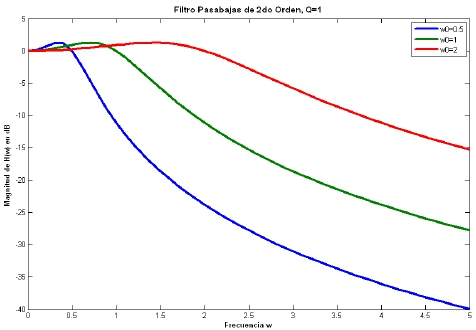 Filtro Pasabajas de 2do Orden, Q=1
w0=0.5
w0=1
w0=2
Magnitud de H(w) en dB
5
0
-5
-10
-15
-20
-25
-30
-35
-40
0 0.5 1 1.5 2 2.5 3 3.5 4 4.5 5
Frecuencia w